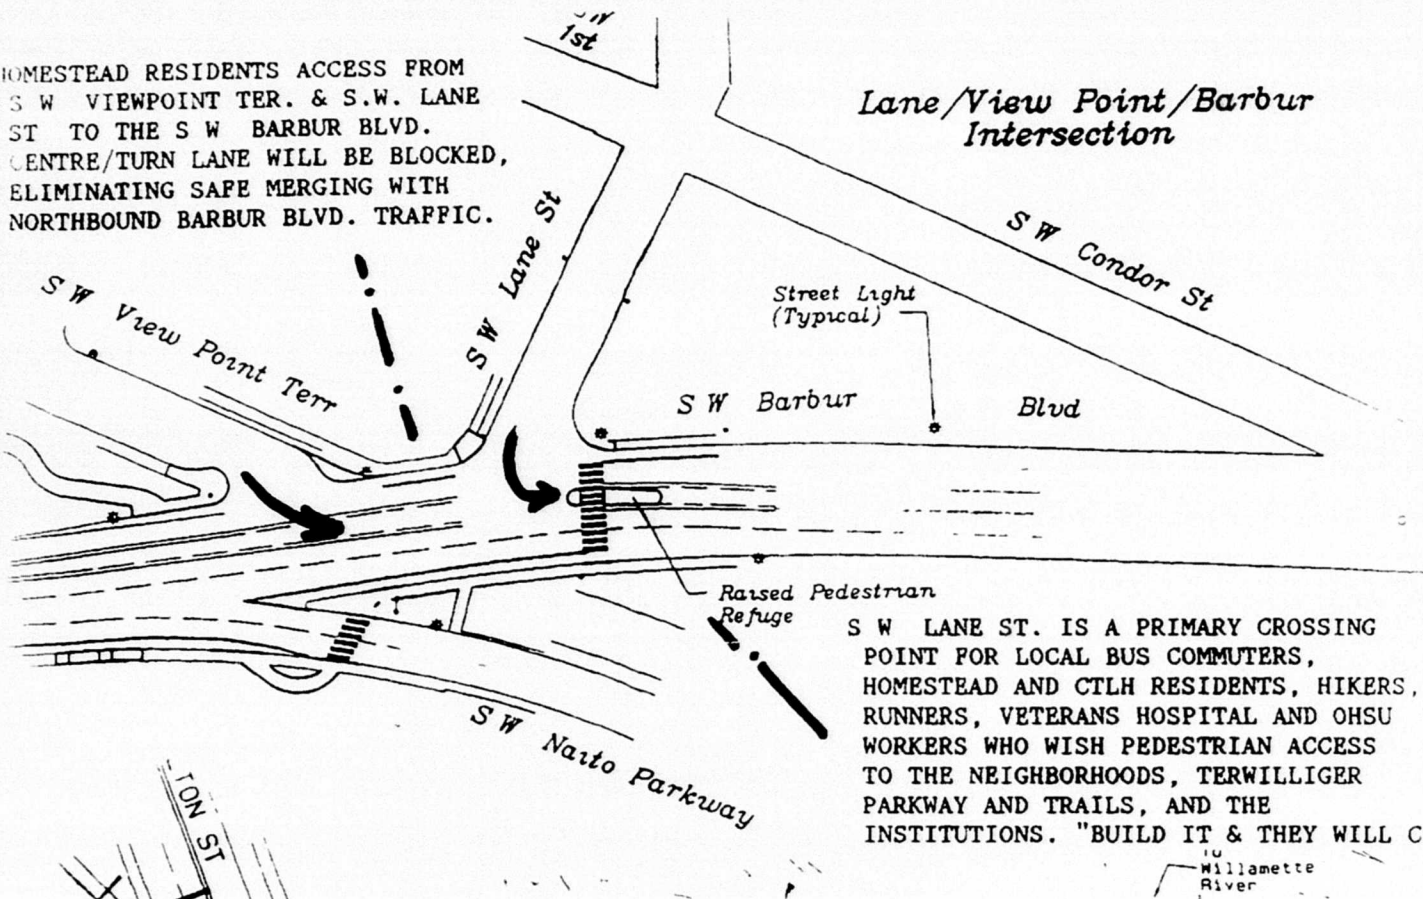 1st
HOMESTEAD RESIDENTS ACCESS FROM
S W VIEWPOINT TER. & S.W. LANE
ST TO THE S W BARBUR BLVD.
CENTRE/TURN LANE WILL BE BLOCKED,
ELIMINATING SAFE MERGING WITH
NORTHBOUND BARBUR BLVD. TRAFFIC.
Lane/View Point/Barbur
Intersection
S W Lane St
S W Condor St
S W View Point Terr
Street Light
(Typical)
S W Barbur Blvd
Raised Pedestrian
Refuge
S W LANE ST. IS A PRIMARY CROSSING
POINT FOR LOCAL BUS COMMUTERS,
HOMESTEAD AND CTLH RESIDENTS, HIKERS,
RUNNERS, VETERANS HOSPITAL AND OHSU
WORKERS WHO WISH PEDESTRIAN ACCESS
TO THE NEIGHBORHOODS, TERWILLIGER
PARKWAY AND TRAILS, AND THE
INSTITUTIONS. "BUILD IT & THEY WILL C
S W Naito Parkway
TON ST
To
Willamette
River